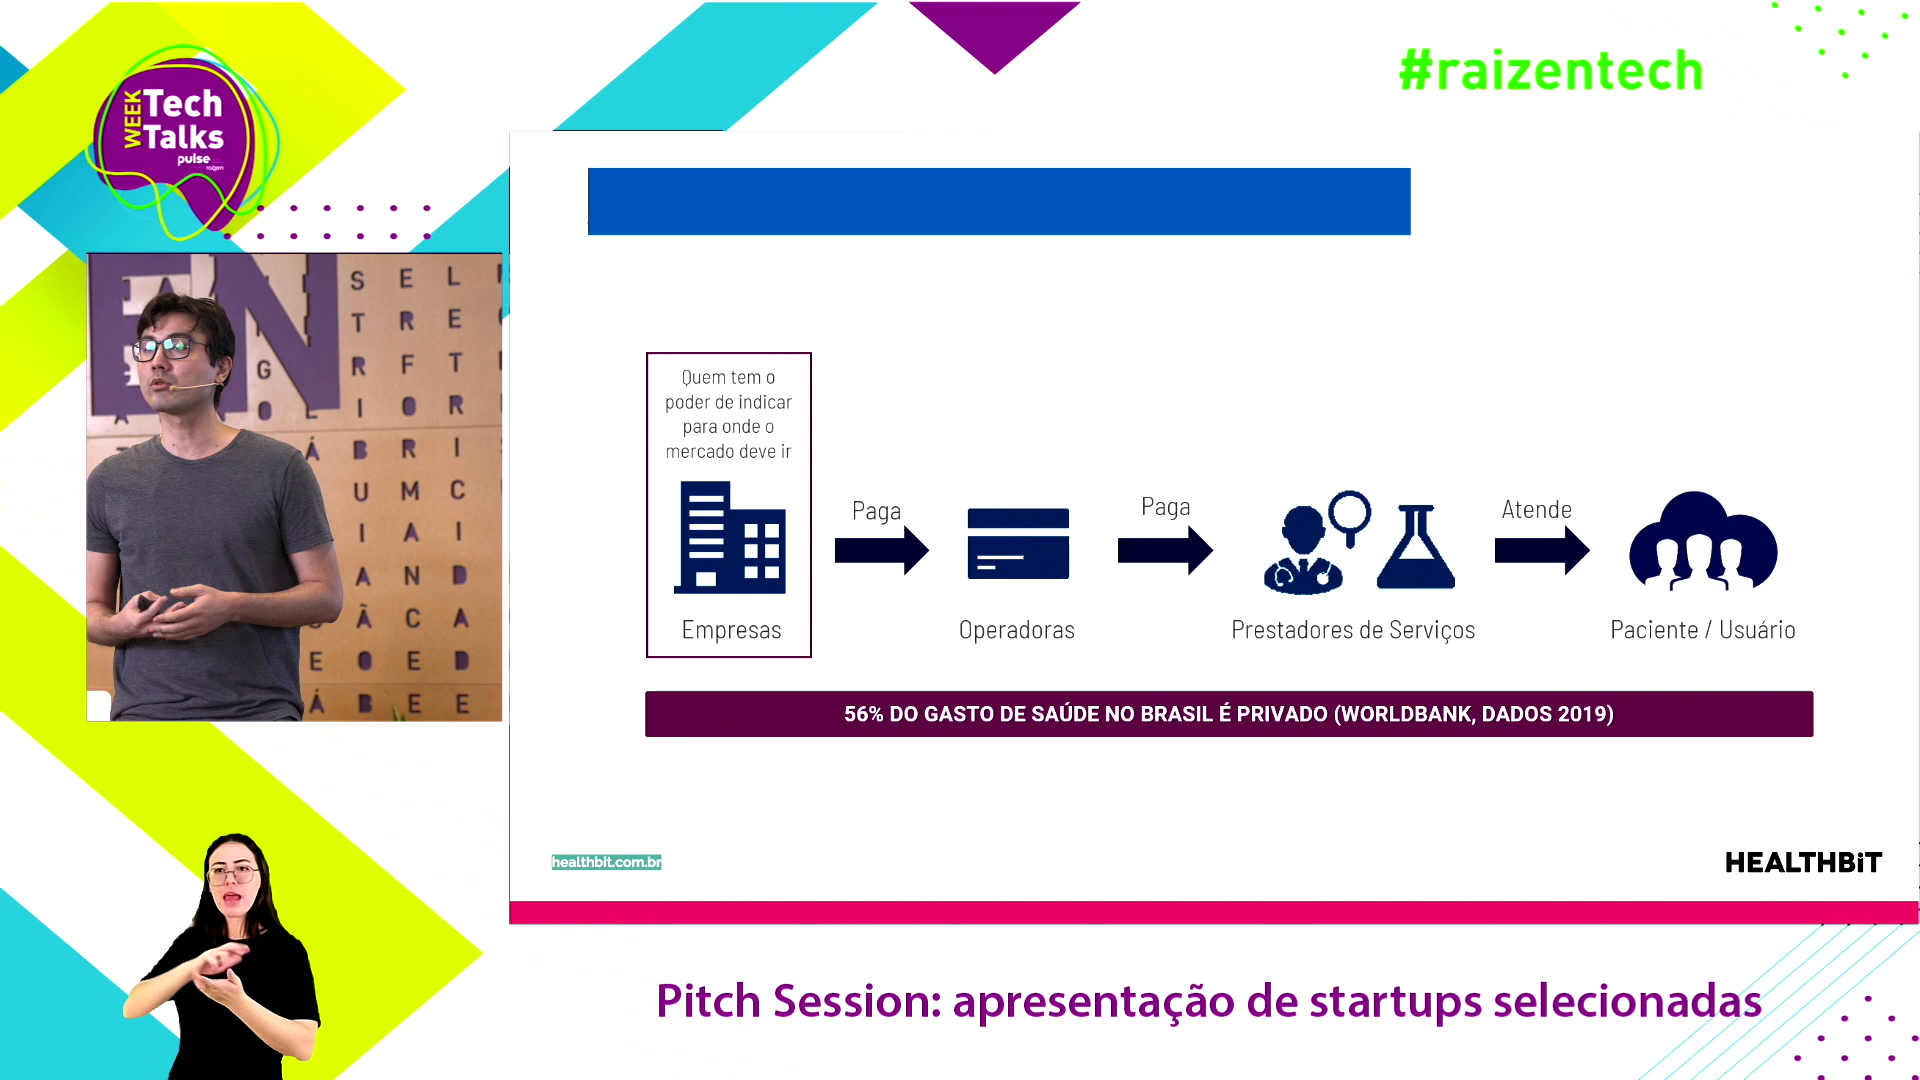 WEEK
Tech
Talks
pulse
raízen
#raizentech
EN
Quem tem o
poder de indicar
para onde o
mercado deve ir
Paga
Paga
Atende
Empresas
Operadoras
Prestadores de Serviços
Paciente / Usuário
56% DO GASTO DE SAÚDE NO BRASIL É PRIVADO (WORLDBANK, DADOS 2019)
healthbit.com.br
HEALTHBiT
Pitch Session: apresentação de startups selecionadas